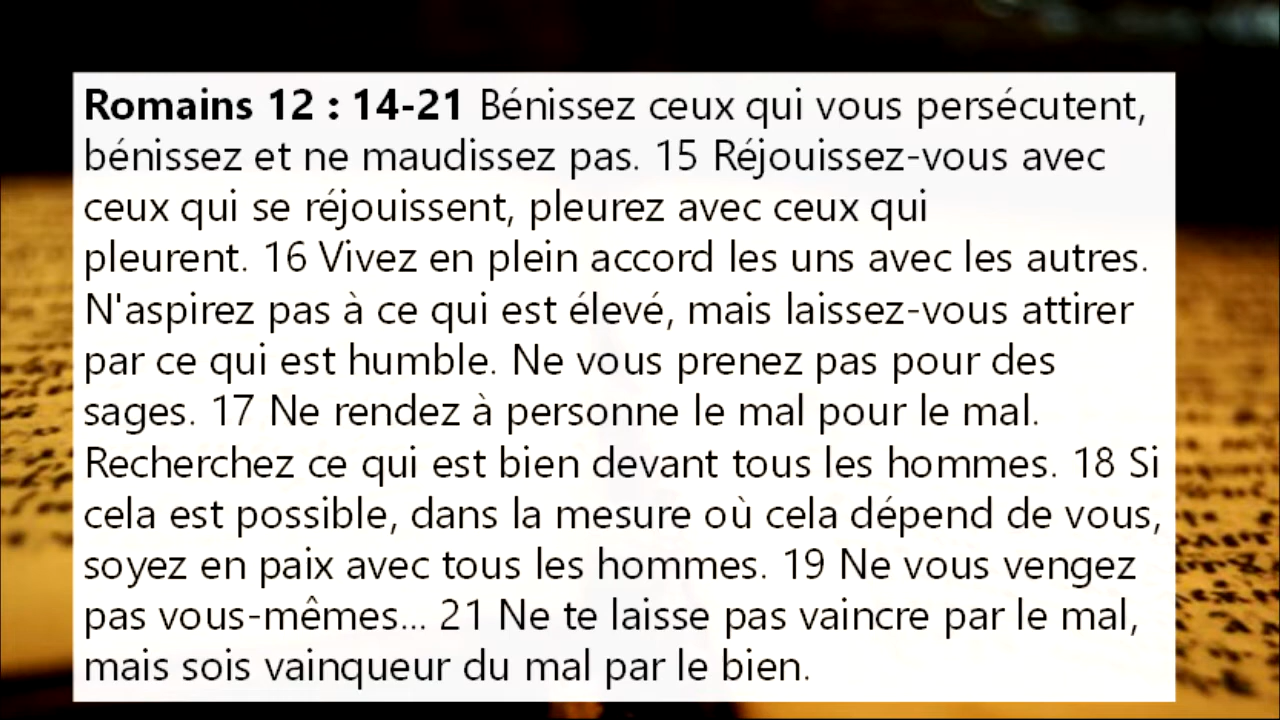 Romains 12 : 14-21 Bénissez ceux qui vous persécutent,
bénissez et ne maudissez pas. 15 Réjouissez-vous avec
ceux qui se réjouissent, pleurez avec ceux qui
pleurent. 16 Vivez en plein accord les uns avec les autres.
N'aspirez pas à ce qui est élevé, mais laissez-vous attirer
par ce qui est humble. Ne vous prenez pas pour des
sages. 17 Ne rendez à personne le mal pour le mal.
Recherchez ce qui est bien devant tous les hommes. 18 Si
cela est possible, dans la mesure où cela dépend de vous,
soyez en paix avec tous les hommes. 19 Ne vous vengez
pas vous-mêmes... 21 Ne te laisse pas vaincre par le mal,
mais sois vainqueur du mal par le bien.